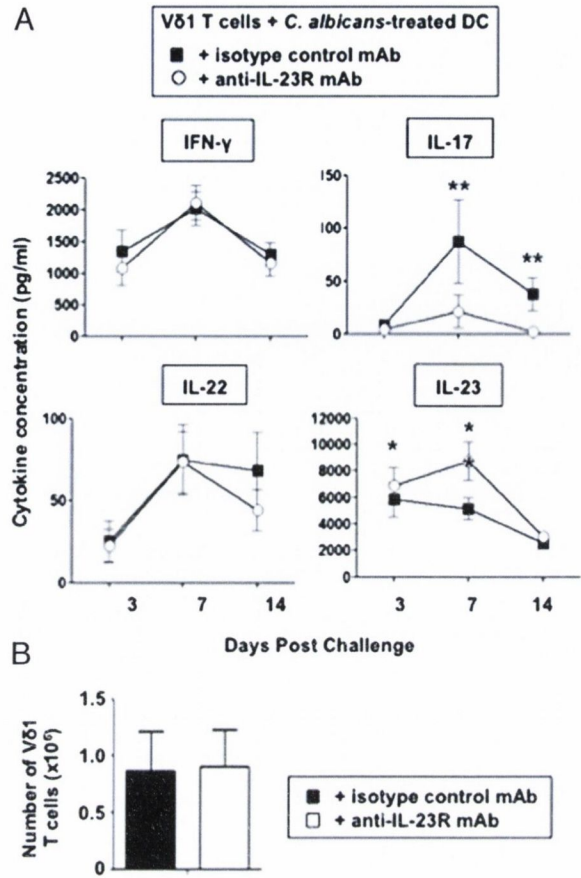 A
Vδ1 T cells + C. albicans-treated DC
+ isotype control mAb
+ anti-IL-23R mAb
IFN-γ
IL-17
2500
2000
1500
1000
500
0
150
100
50
0
**
**
IL-22
IL-23
100
50
0
12000
10000
8000
6000
4000
2000
0
*
*
*
3
7
14
3
7
14
Cytokine concentration (pg/ml)
Days Post Challenge
B
1.5
1.0
0.5
0
Number of Vδ1
T cells (x10⁶)
+ isotype control mAb
+ anti-IL-23R mAb